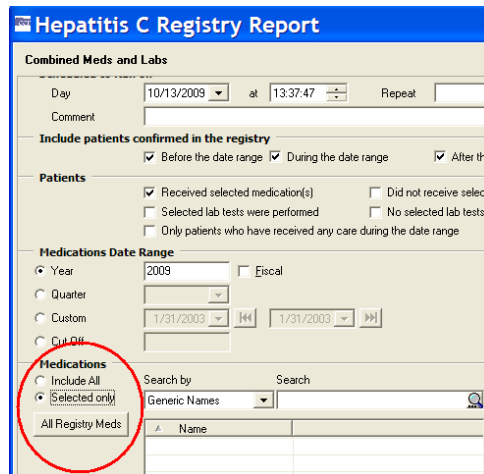 Hepatitis C Registry Report
Combined Meds and Labs
Day 10/13/2009 at 13:37:47 Repeat
Comment
Include patients confirmed in the registry
Before the date range During the date range After th
Patients
Received selected medication(s) Did not receive selec
Selected lab tests were performed No selected lab tests
Only patients who have received any care during the date range
Medications Date Range
Year 2009 Fiscal
Quarter
Custom 1/31/2003 1/31/2003
Cut Off
Medications
Include All Search by Search
Selected only Generic Names
All Registry Meds Name